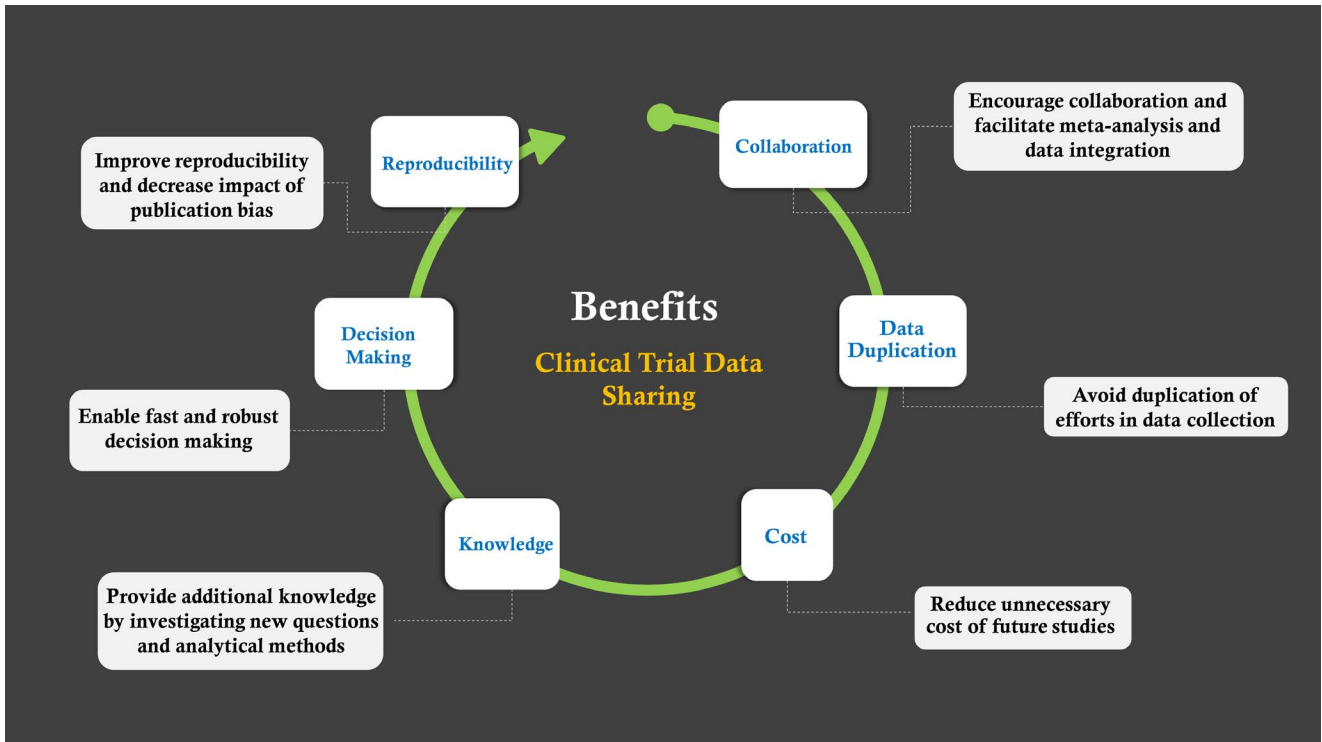 Benefits
Clinical Trial Data
Sharing
Collaboration
Encourage collaboration and
facilitate meta-analysis and
data integration
Data
Duplication
Avoid duplication of
efforts in data collection
Cost
Reduce unnecessary
cost of future studies
Knowledge
Provide additional knowledge
by investigating new questions
and analytical methods
Decision
Making
Enable fast and robust
decision making
Reproducibility
Improve reproducibility
and decrease impact of
publication bias